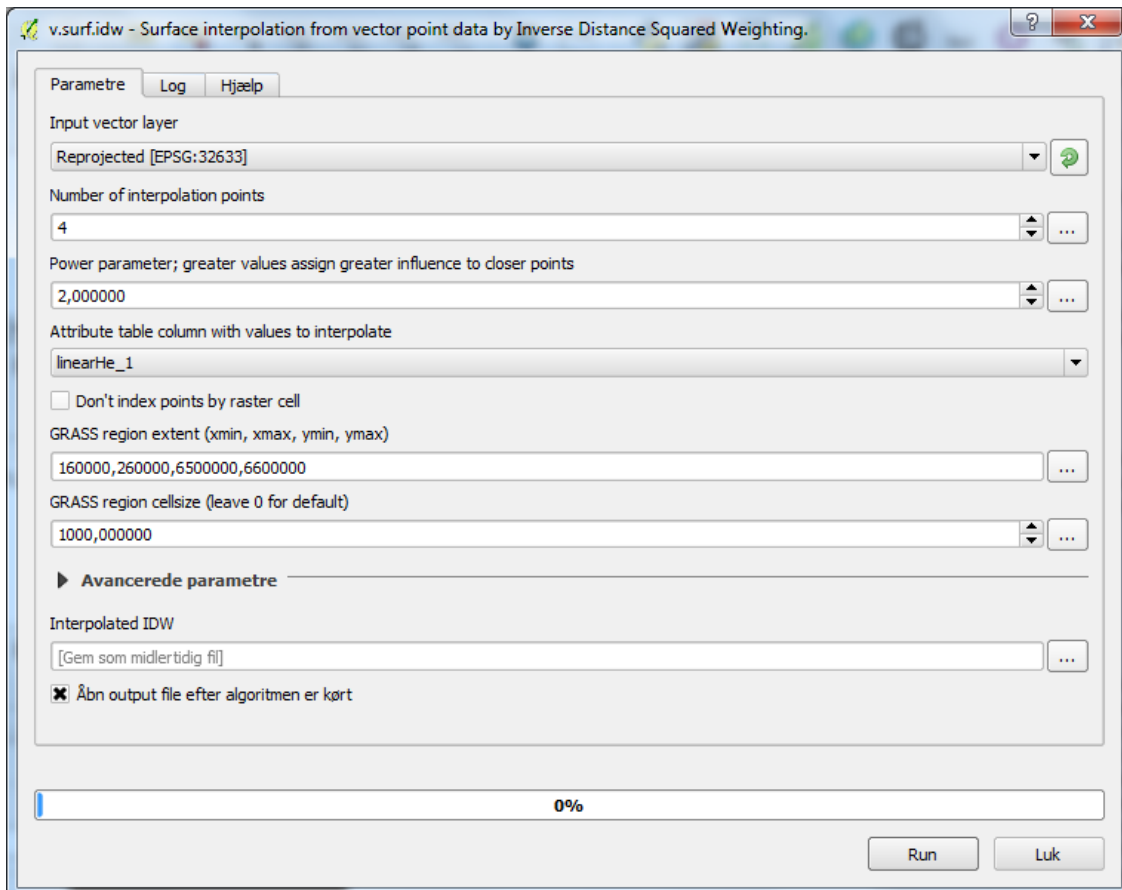 v.surf.idw - Surface interpolation from vector point data by Inverse Distance Squared Weighting.
Parametre Log Hjælp
Input vector layer
Reprojected [EPSG:32633]
Number of interpolation points
4
...
Power parameter; greater values assign greater influence to closer points
2,000000
...
Attribute table column with values to interpolate
linearHe_1
Don't index points by raster cell
GRASS region extent (xmin, xmax, ymin, ymax)
160000,260000,6500000,6600000
...
GRASS region cellsize (leave 0 for default)
1000,000000
...
Avancerede parametre
Interpolated IDW
[Gem som midlertidig fil]
...
Åbn output file efter algoritmen er kørt
0%
Run Luk